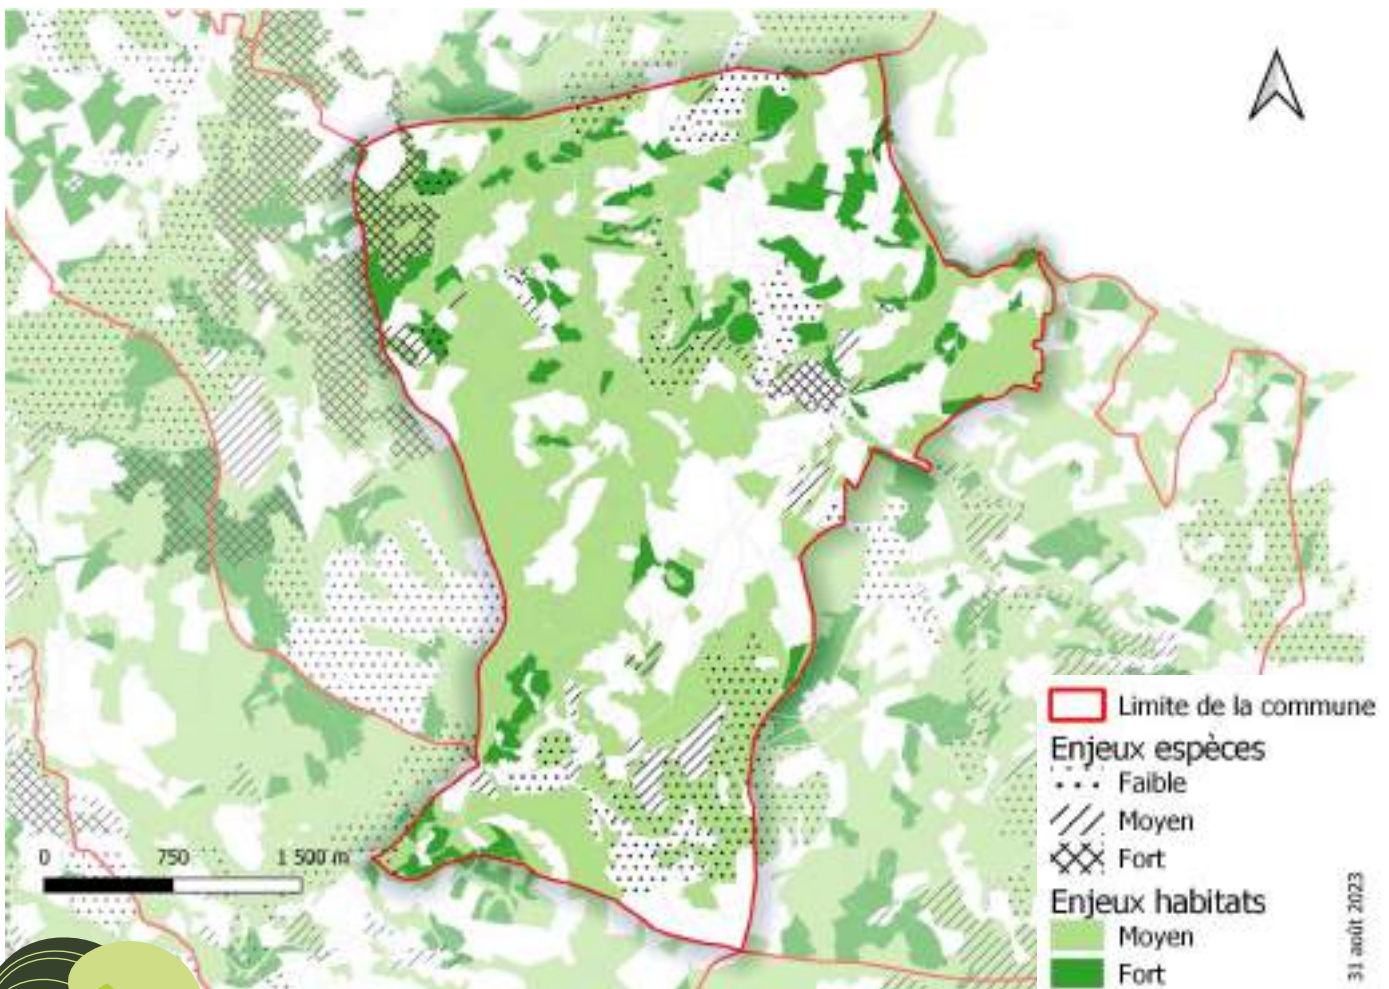 Limite de la commune
Enjeux espèces
Faible
Moyen
Fort
Enjeux habitats
Moyen
Fort
0 750 1 500 m
31 août 2023